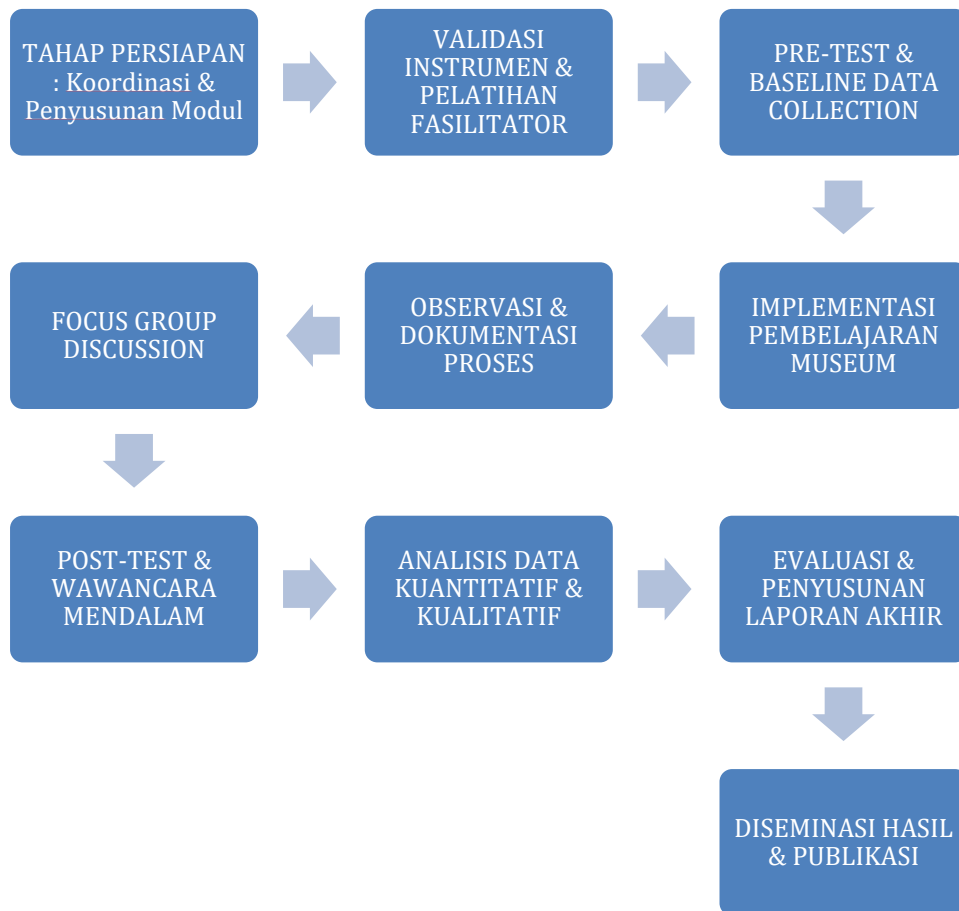 TAHAP PERSIAPAN
: Koordinasi &
Penyusunan Modul
VALIDASI
INSTRUMEN &
PELATIHAN
FASILITATOR
PRE-TEST &
BASELINE DATA
COLLECTION
IMPLEMENTASI
PEMBELAJARAN
MUSEUM
OBSERVASI &
DOKUMENTASI
PROSES
FOCUS GROUP
DISCUSSION
POST-TEST &
WAWANCARA
MENDALAM
ANALISIS DATA
KUANTITATIF &
KUALITATIF
EVALUASI &
PENYUSUNAN
LAPORAN AKHIR
DISEMINASI HASIL
& PUBLIKASI